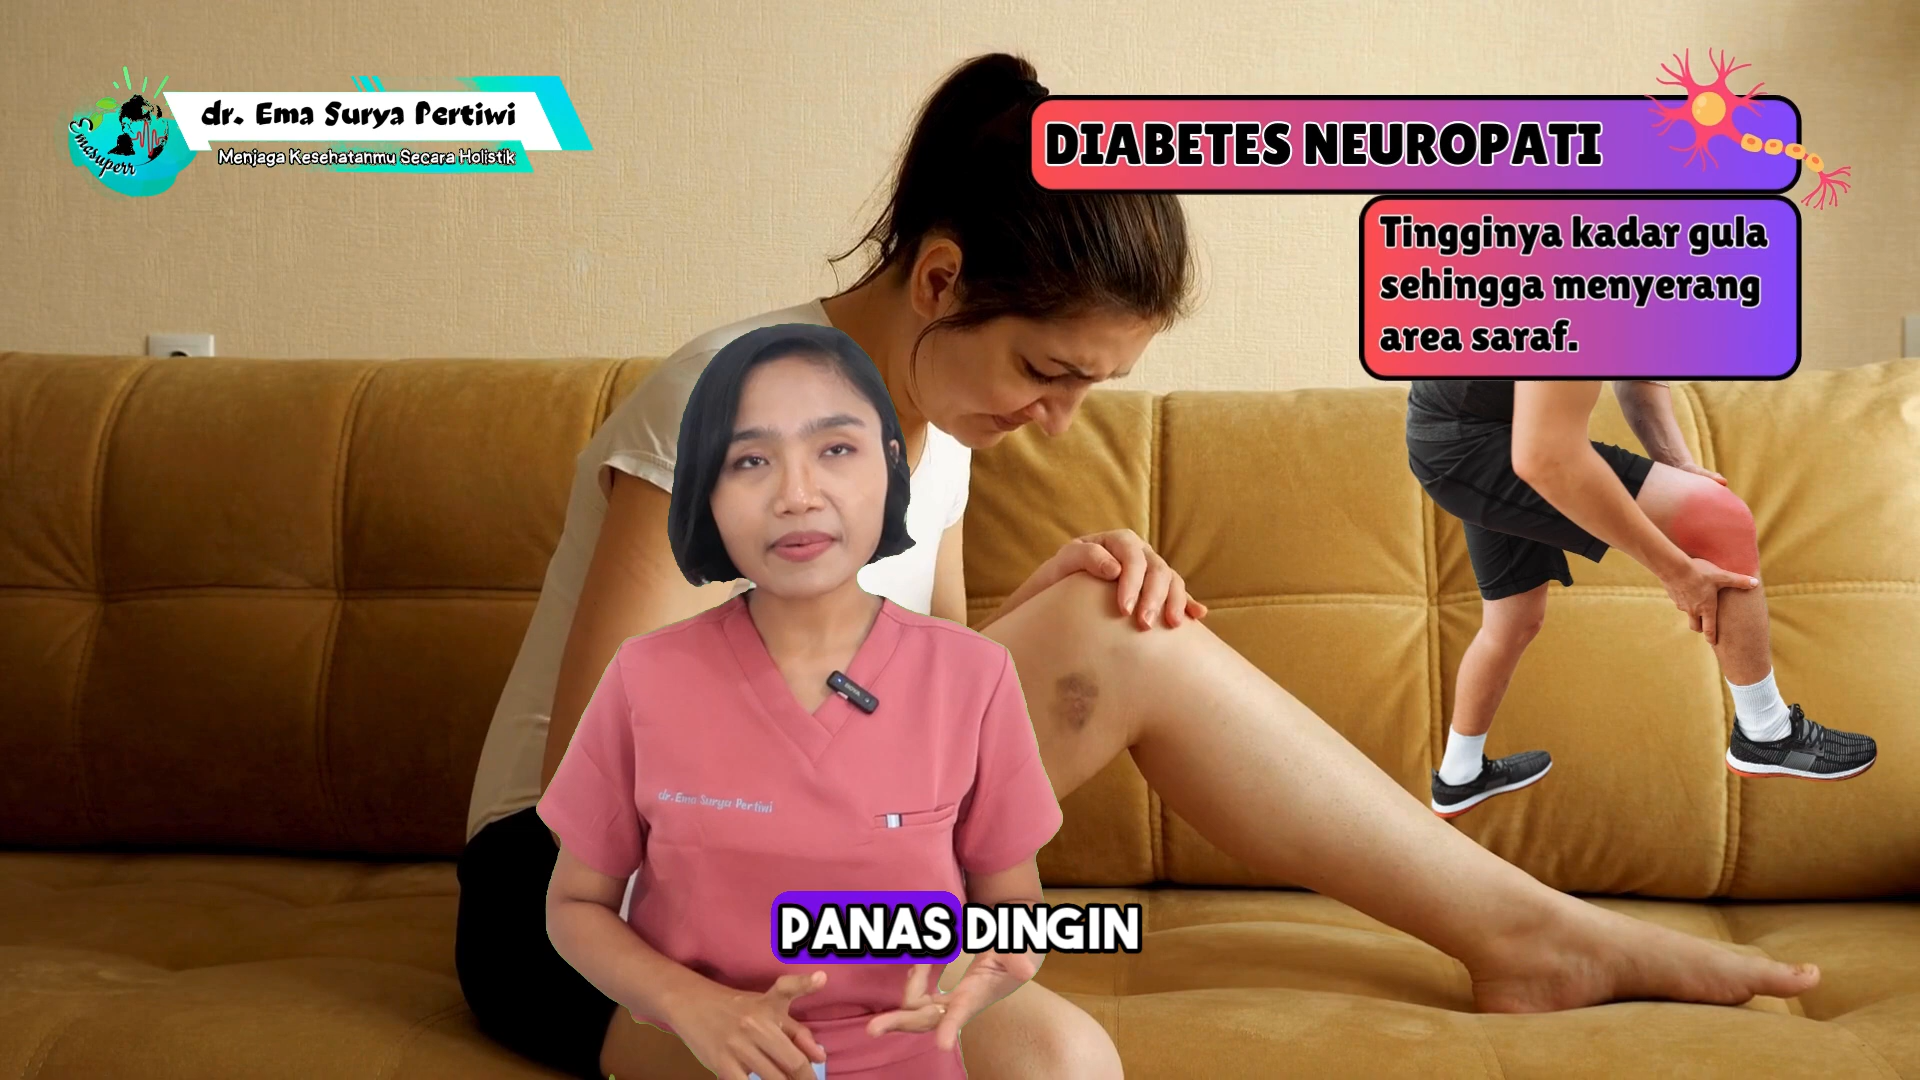 dr. Ema Surya Pertiwi
Menjaga Kesehatanmu Secara Holistik
Emasuperr
DIABETES NEUROPATI
Tingginya kadar gula
sehingga menyerang
area saraf.
dr. Ema Surya Pertiwi
PANAS DINGIN